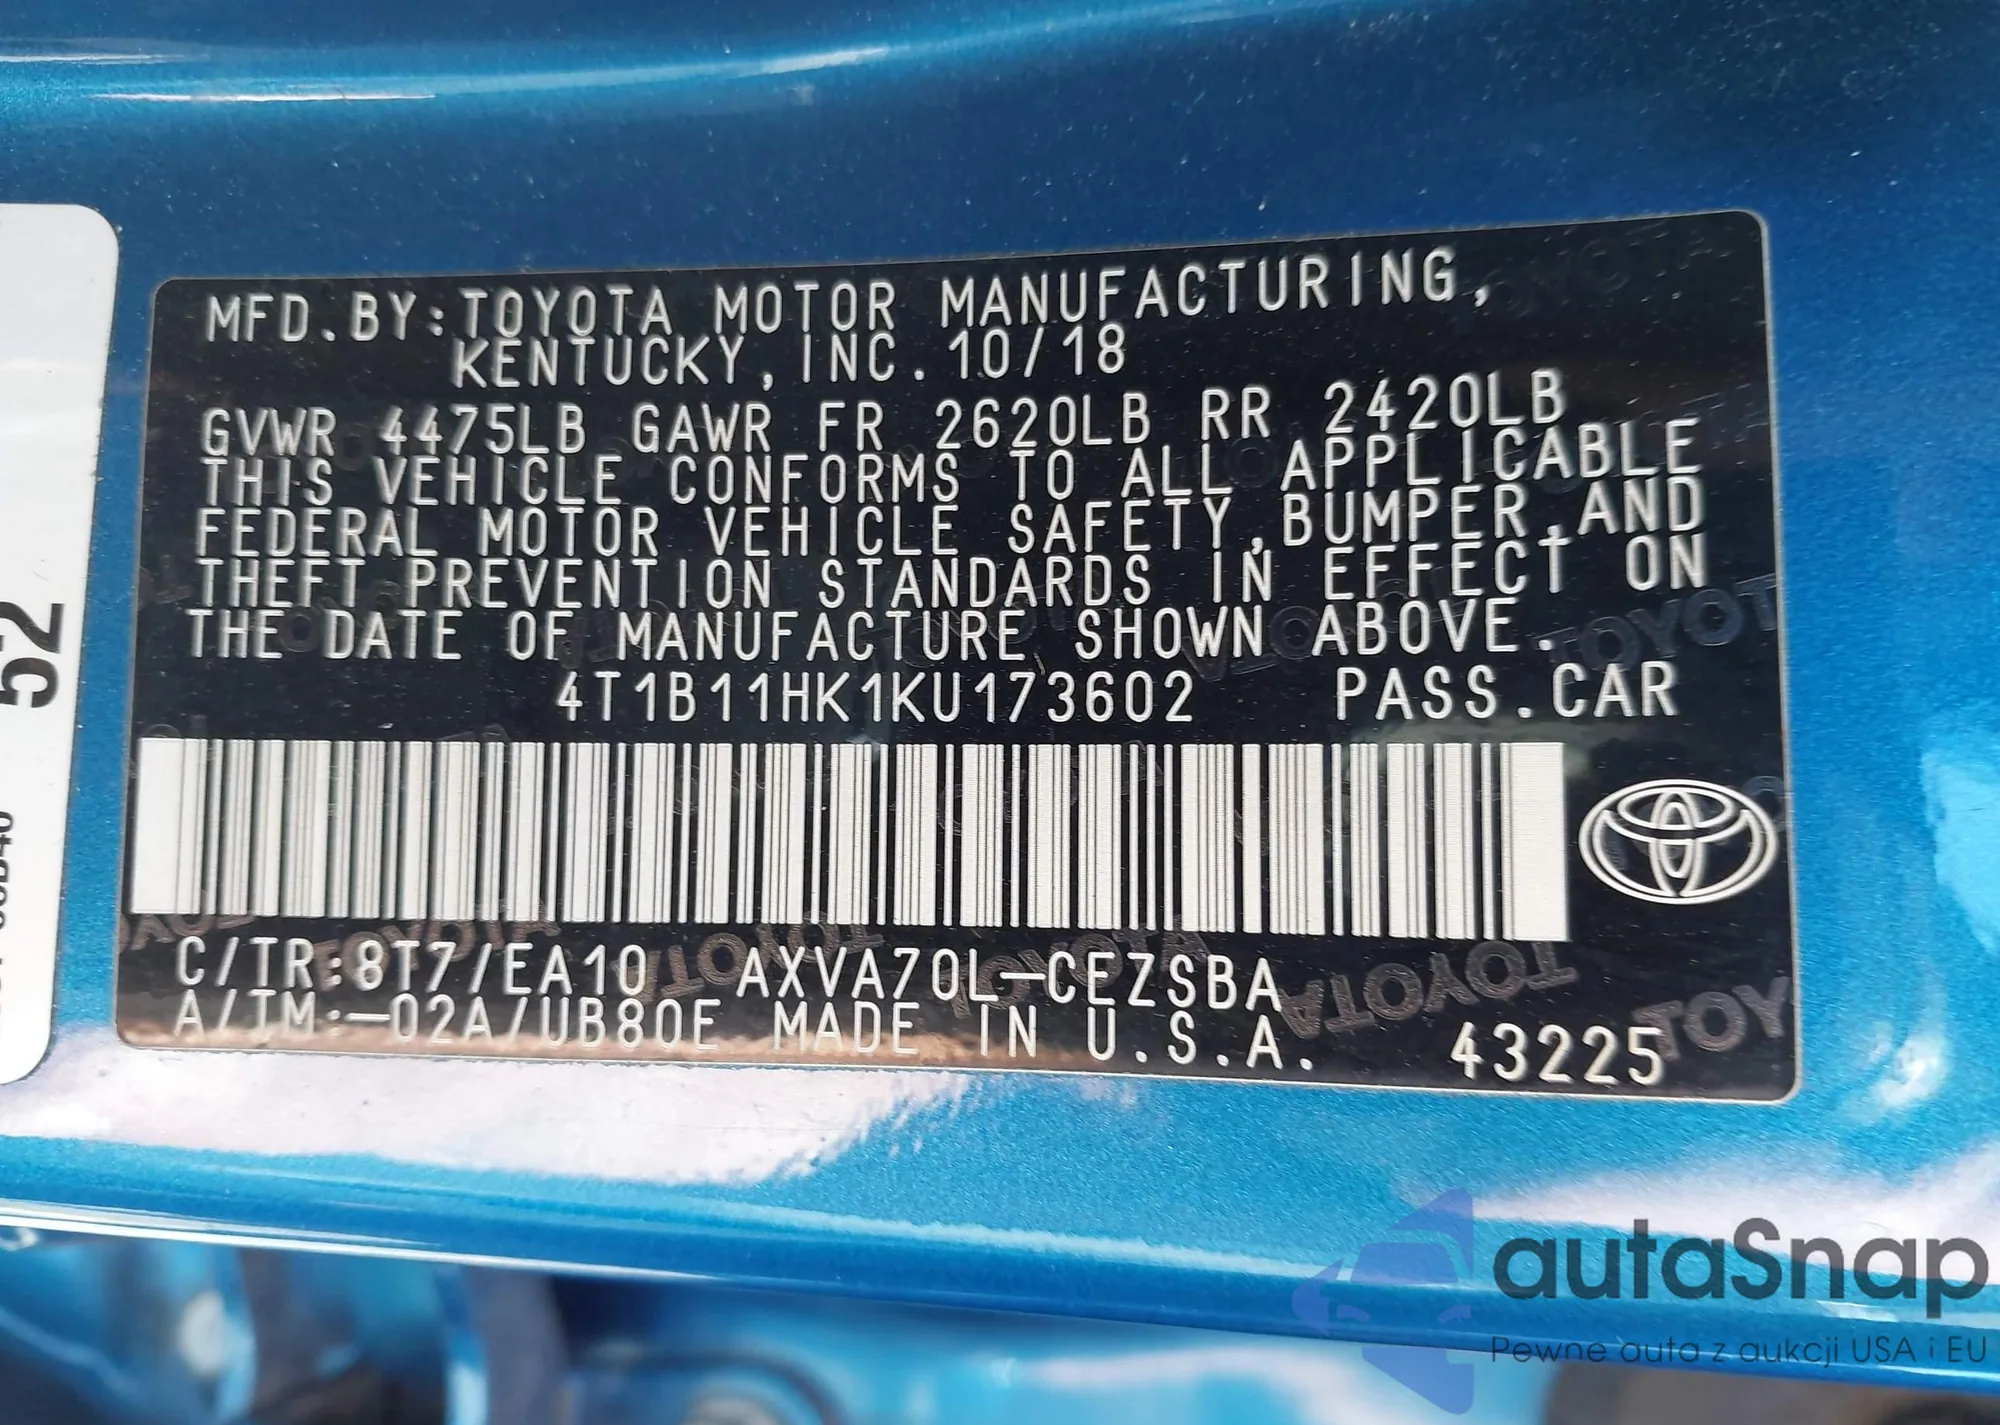 MFD.BY:TOYOTA MOTOR MANUFACTURING,
KENTUCKY, INC. 10/18
GVWR 4475LB GAWR FR 2620LB RR 2420LB
THIS VEHICLE CONFORMS TO ALL APPLICABLE
FEDERAL MOTOR VEHICLE SAFETY, BUMPER, AND
THEFT PREVENTION STANDARDS IN EFFECT ON
THE DATE OF MANUFACTURE SHOWN ABOVE.
4T1B11HK1KU173602 PASS.CAR
C/TR:8T7/EA10 AXVA70L-CEZSBA
A/TM:-02A/UB80E MADE IN U.S.A. 43225
52
autaSnap
Pewne auta z aukcji USA i EU